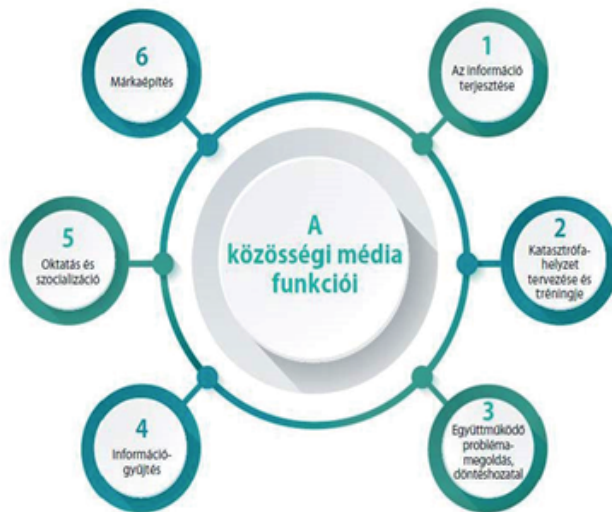 A
közösségi média
funkciói
1
Az információ
terjesztése
2
Katasztrófa-
helyzet
tervezése és
tréningje
3
Együttműködő
probléma-
megoldás,
döntéshozatal
4
Információ-
gyűjtés
5
Oktatás és
szocializáció
6
Márkaépítés